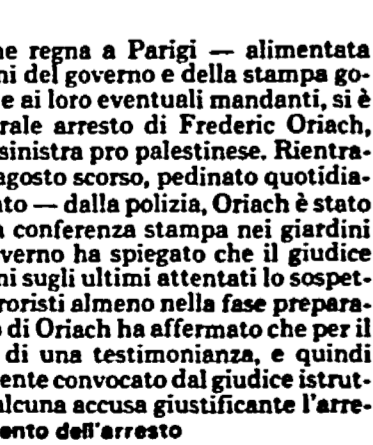 ne regna a Parigi — alimentata
ni del governo e della stampa go-
e ai loro eventuali mandanti, si è
rale arresto di Frederic Oriach,
sinistra pro palestinese. Rientra-
agosto scorso, pedinato quotidia-
nto — dalla polizia, Oriach è stato
a conferenza stampa nei giardini
verno ha spiegato che il giudice
ni sugli ultimi attentati lo sospet-
roristi almeno nella fase prepara-
o di Oriach ha affermato che per il
di una testimonianza, e quindi
ente convocato dal giudice istrut-
alcuna accusa giustificante l'arre-
ento dell'arresto